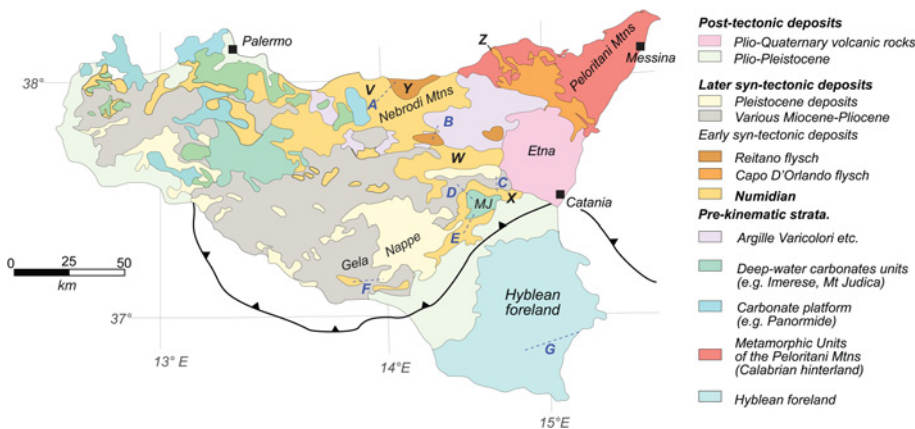 Palermo
Z
Peloritani Mtns
Messina
38°
V
Y
A
Nebrodi Mtns
B
Etna
W
C
D
MJ
X
Catania
E
Nappe
Gela
F
0 25 50
km
Hyblean
foreland
37°
G
13° E
14°E
15°E
Post-tectonic deposits
Plio-Quaternary volcanic rocks
Plio-Pleistocene
Later syn-tectonic deposits
Pleistocene deposits
Various Miocene-Pliocene
Early syn-tectonic deposits
Reitano flysch
Capo D'Orlando flysch
Numidian
Pre-kinematic strata.
Argille Varicolori etc.
Deep-water carbonates units
(e.g. Imerese, Mt Judica)
Carbonate platform
(e.g. Panormide)
Metamorphic Units
of the Peloritani Mtns
(Calabrian hinterland)
Hyblean foreland